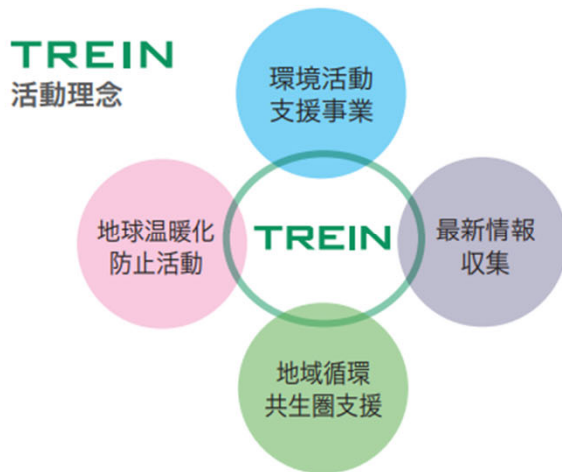 TREIN
活動理念
環境活動
支援事業
地球温暖化
防止活動
TREIN
最新情報
収集
地域循環
共生圏支援